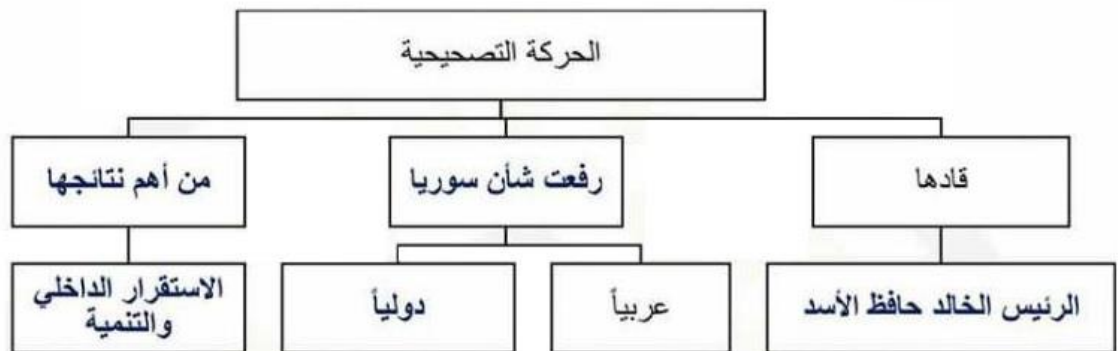 الحركة التصحيحية
قادها
رفعت شأن سوريا
من أهم نتائجها
الرئيس الخالد حافظ الأسد
عربياً
دولياً
الاستقرار الداخلي
والتنمية